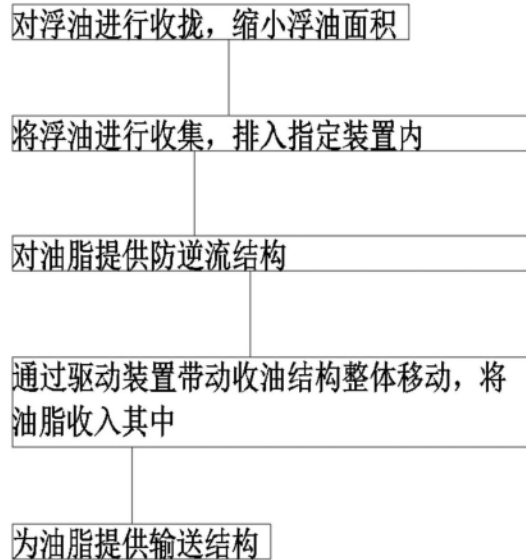 对浮油进行收拢，缩小浮油面积
将浮油进行收集，排入指定装置内
对油脂提供防逆流结构
通过驱动装置带动收油结构整体移动，将
油脂收入其中
为油脂提供输送结构